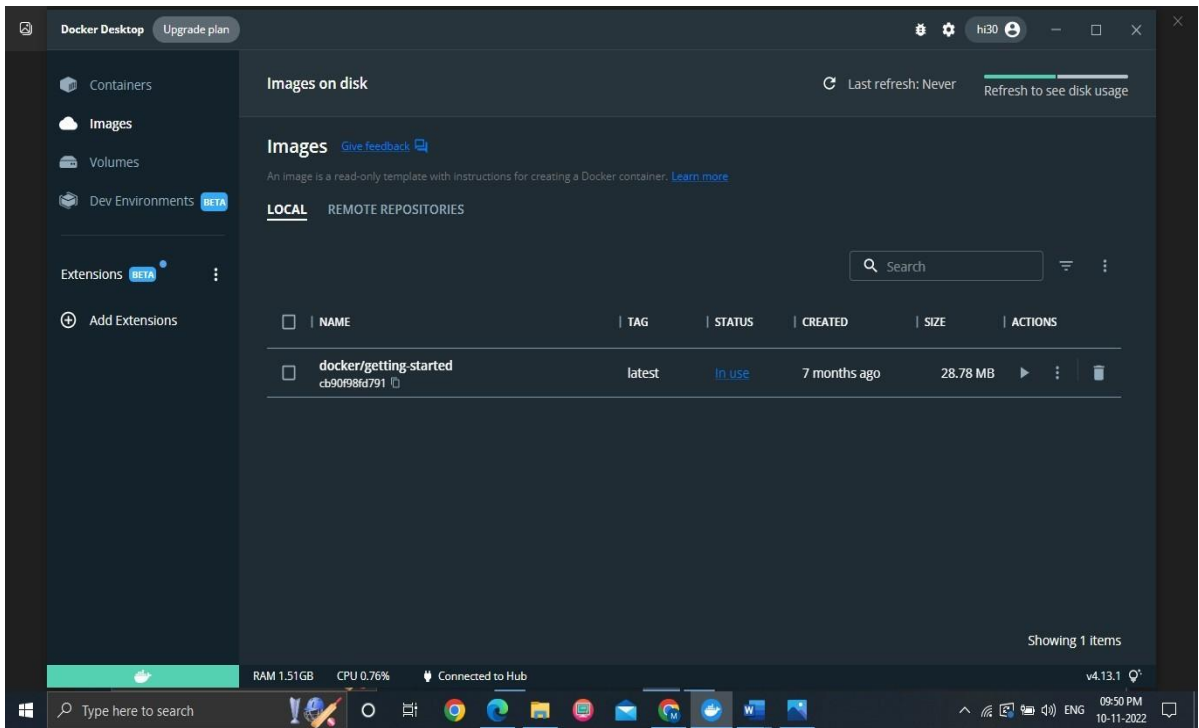 Docker Desktop Upgrade plan hi30
Containers
Images
Volumes
Dev Environments BETA
Extensions BETA
Add Extensions
Images on disk Last refresh: Never Refresh to see disk usage
Images Give feedback
An image is a read-only template with instructions for creating a Docker container. Learn more
LOCAL REMOTE REPOSITORIES
Search
NAME TAG STATUS CREATED SIZE ACTIONS
docker/getting-started latest In use 7 months ago 28.78 MB
cb90f98fd791
Showing 1 items
RAM 1.51GB CPU 0.76% Connected to Hub v4.13.1
Type here to search ENG 09:50 PM
10-11-2022